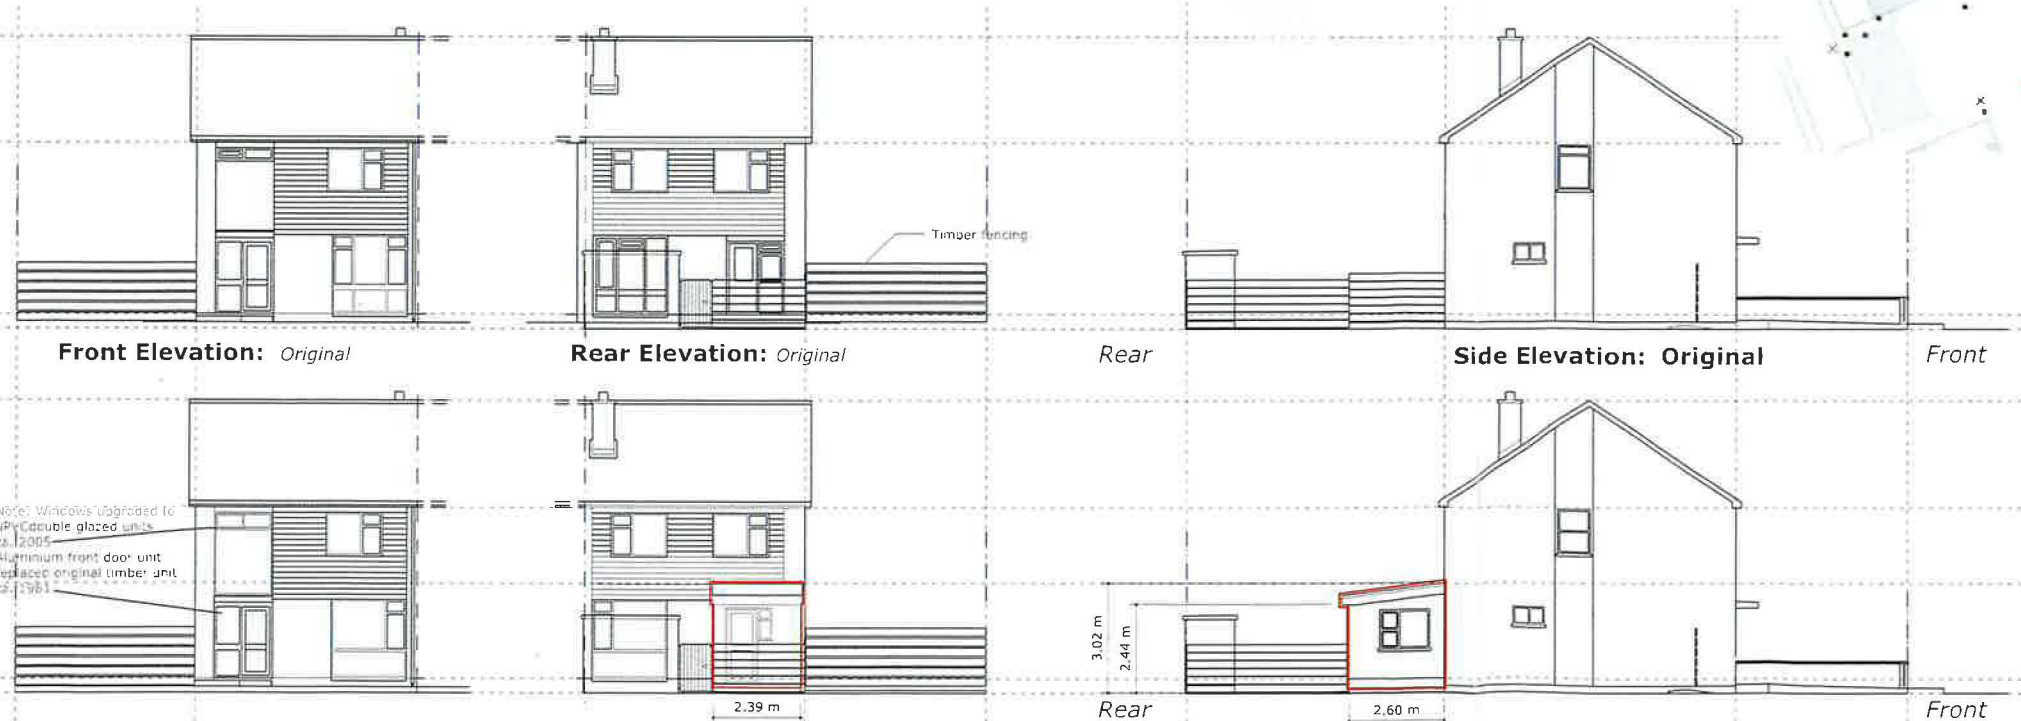 Timber fencing
Front Elevation: Original
Rear Elevation: Original
Rear
Side Elevation: Original
Front
Note: Windows upgraded to
uPVC double glazed units
ca. 2005
Aluminium front door unit
replaced original timber unit
3,02 m
2,44 m
2.39 m
Rear
2,60 m
Front